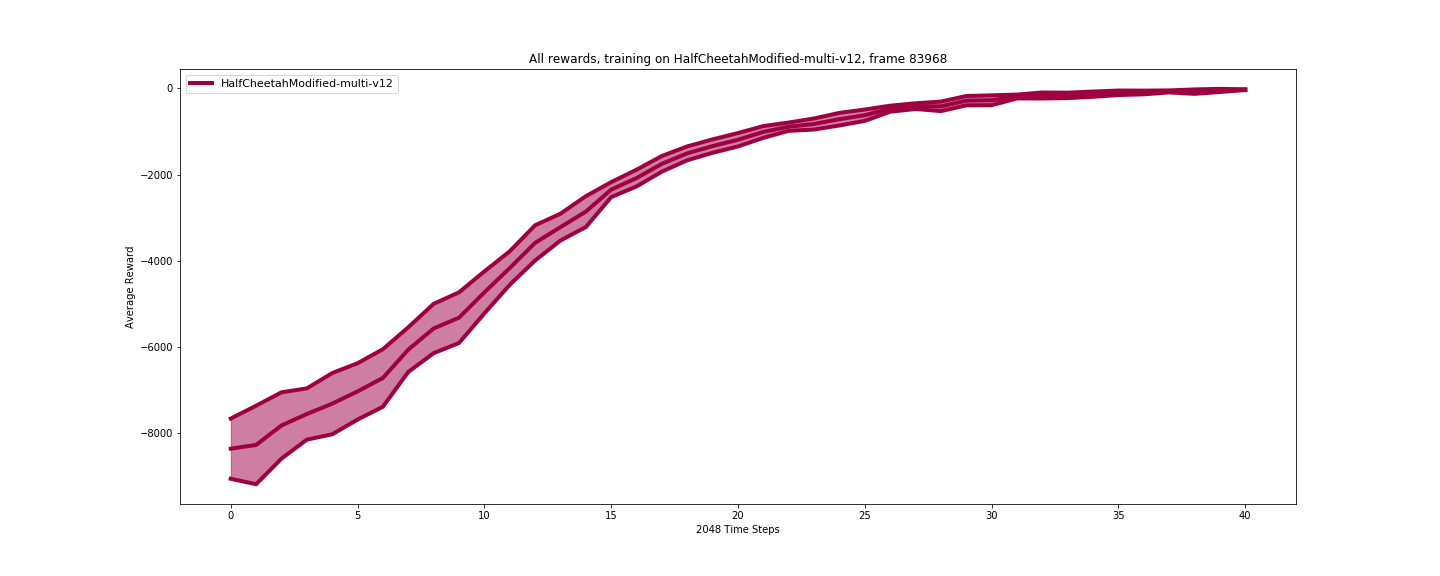 All rewards, training on HalfCheetahModified-multi-v12, frame 83968
HalfCheetahModified-multi-v12
Average Reward
0
−2000
−4000
−6000
−8000
0 5 10 15 20 25 30 35 40
2048 Time Steps